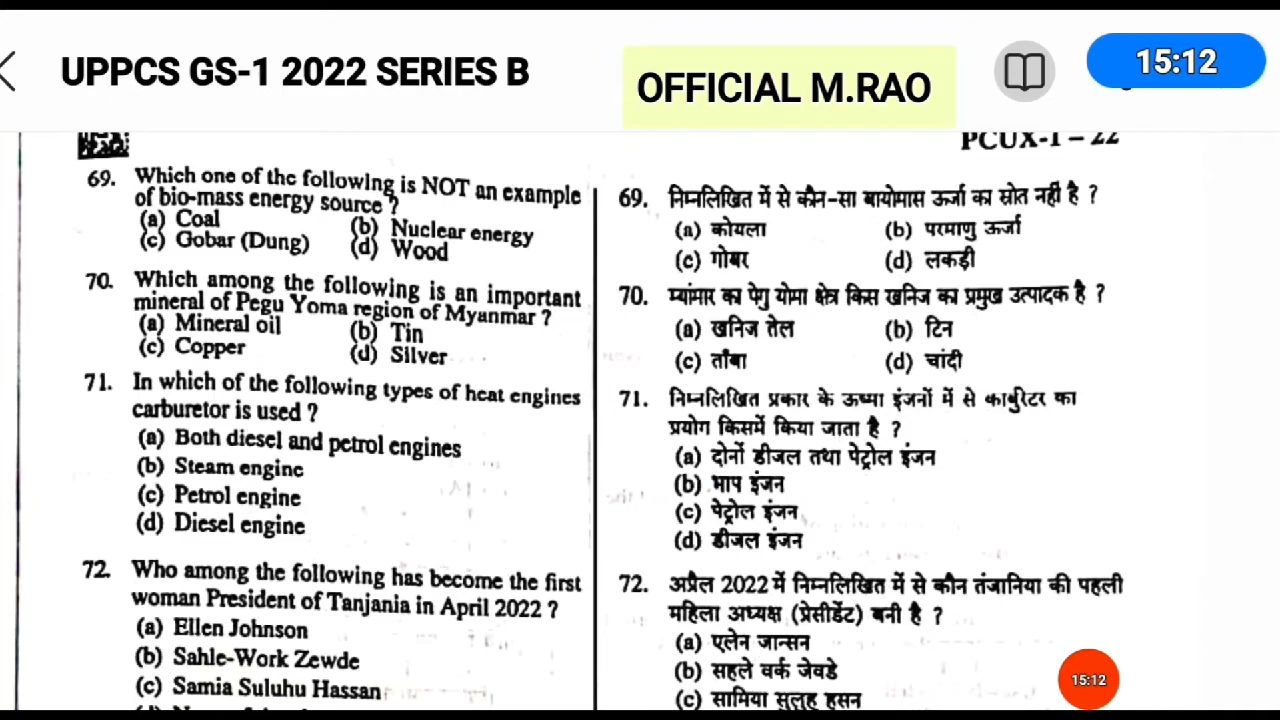 UPPCS GS-1 2022 SERIES B
OFFICIAL M.RAO
15:12
PCUX-1 – 22
69. Which one of the following is NOT an example
of bio-mass energy source ?
(a) Coal (b) Nuclear energy
(c) Gobar (Dung) (d) Wood
70. Which among the following is an important
mineral of Pegu Yoma region of Myanmar ?
(a) Mineral oil (b) Tin
(c) Copper (d) Silver
71. In which of the following types of heat engines
carburetor is used ?
(a) Both diesel and petrol engines
(b) Steam engine
(c) Petrol engine
(d) Diesel engine
72. Who among the following has become the first
woman President of Tanjania in April 2022 ?
(a) Ellen Johnson
(b) Sahle-Work Zewde
(c) Samia Suluhu Hassan
69. निम्नलिखित में से कौन-सा बायोमास ऊर्जा का स्रोत नहीं है ?
(a) कोयला (b) परमाणु ऊर्जा
(c) गोबर (d) लकड़ी
70. म्यांमार का पेगु योमा क्षेत्र किस खनिज का प्रमुख उत्पादक है ?
(a) खनिज तेल (b) टिन
(c) ताँबा (d) चांदी
71. निम्नलिखित प्रकार के ऊष्मा इंजनों में से कार्बुरेटर का
प्रयोग किसमें किया जाता है ?
(a) दोनों डीजल तथा पेट्रोल इंजन
(b) भाप इंजन
(c) पेट्रोल इंजन
(d) डीजल इंजन
72. अप्रैल 2022 में निम्नलिखित में से कौन तंजानिया की पहली
महिला अध्यक्ष (प्रेसीडेंट) बनी है ?
(a) एलेन जान्सन
(b) सहले वर्क जेवडे
(c) सामिया सुलुहू हसन
15:12